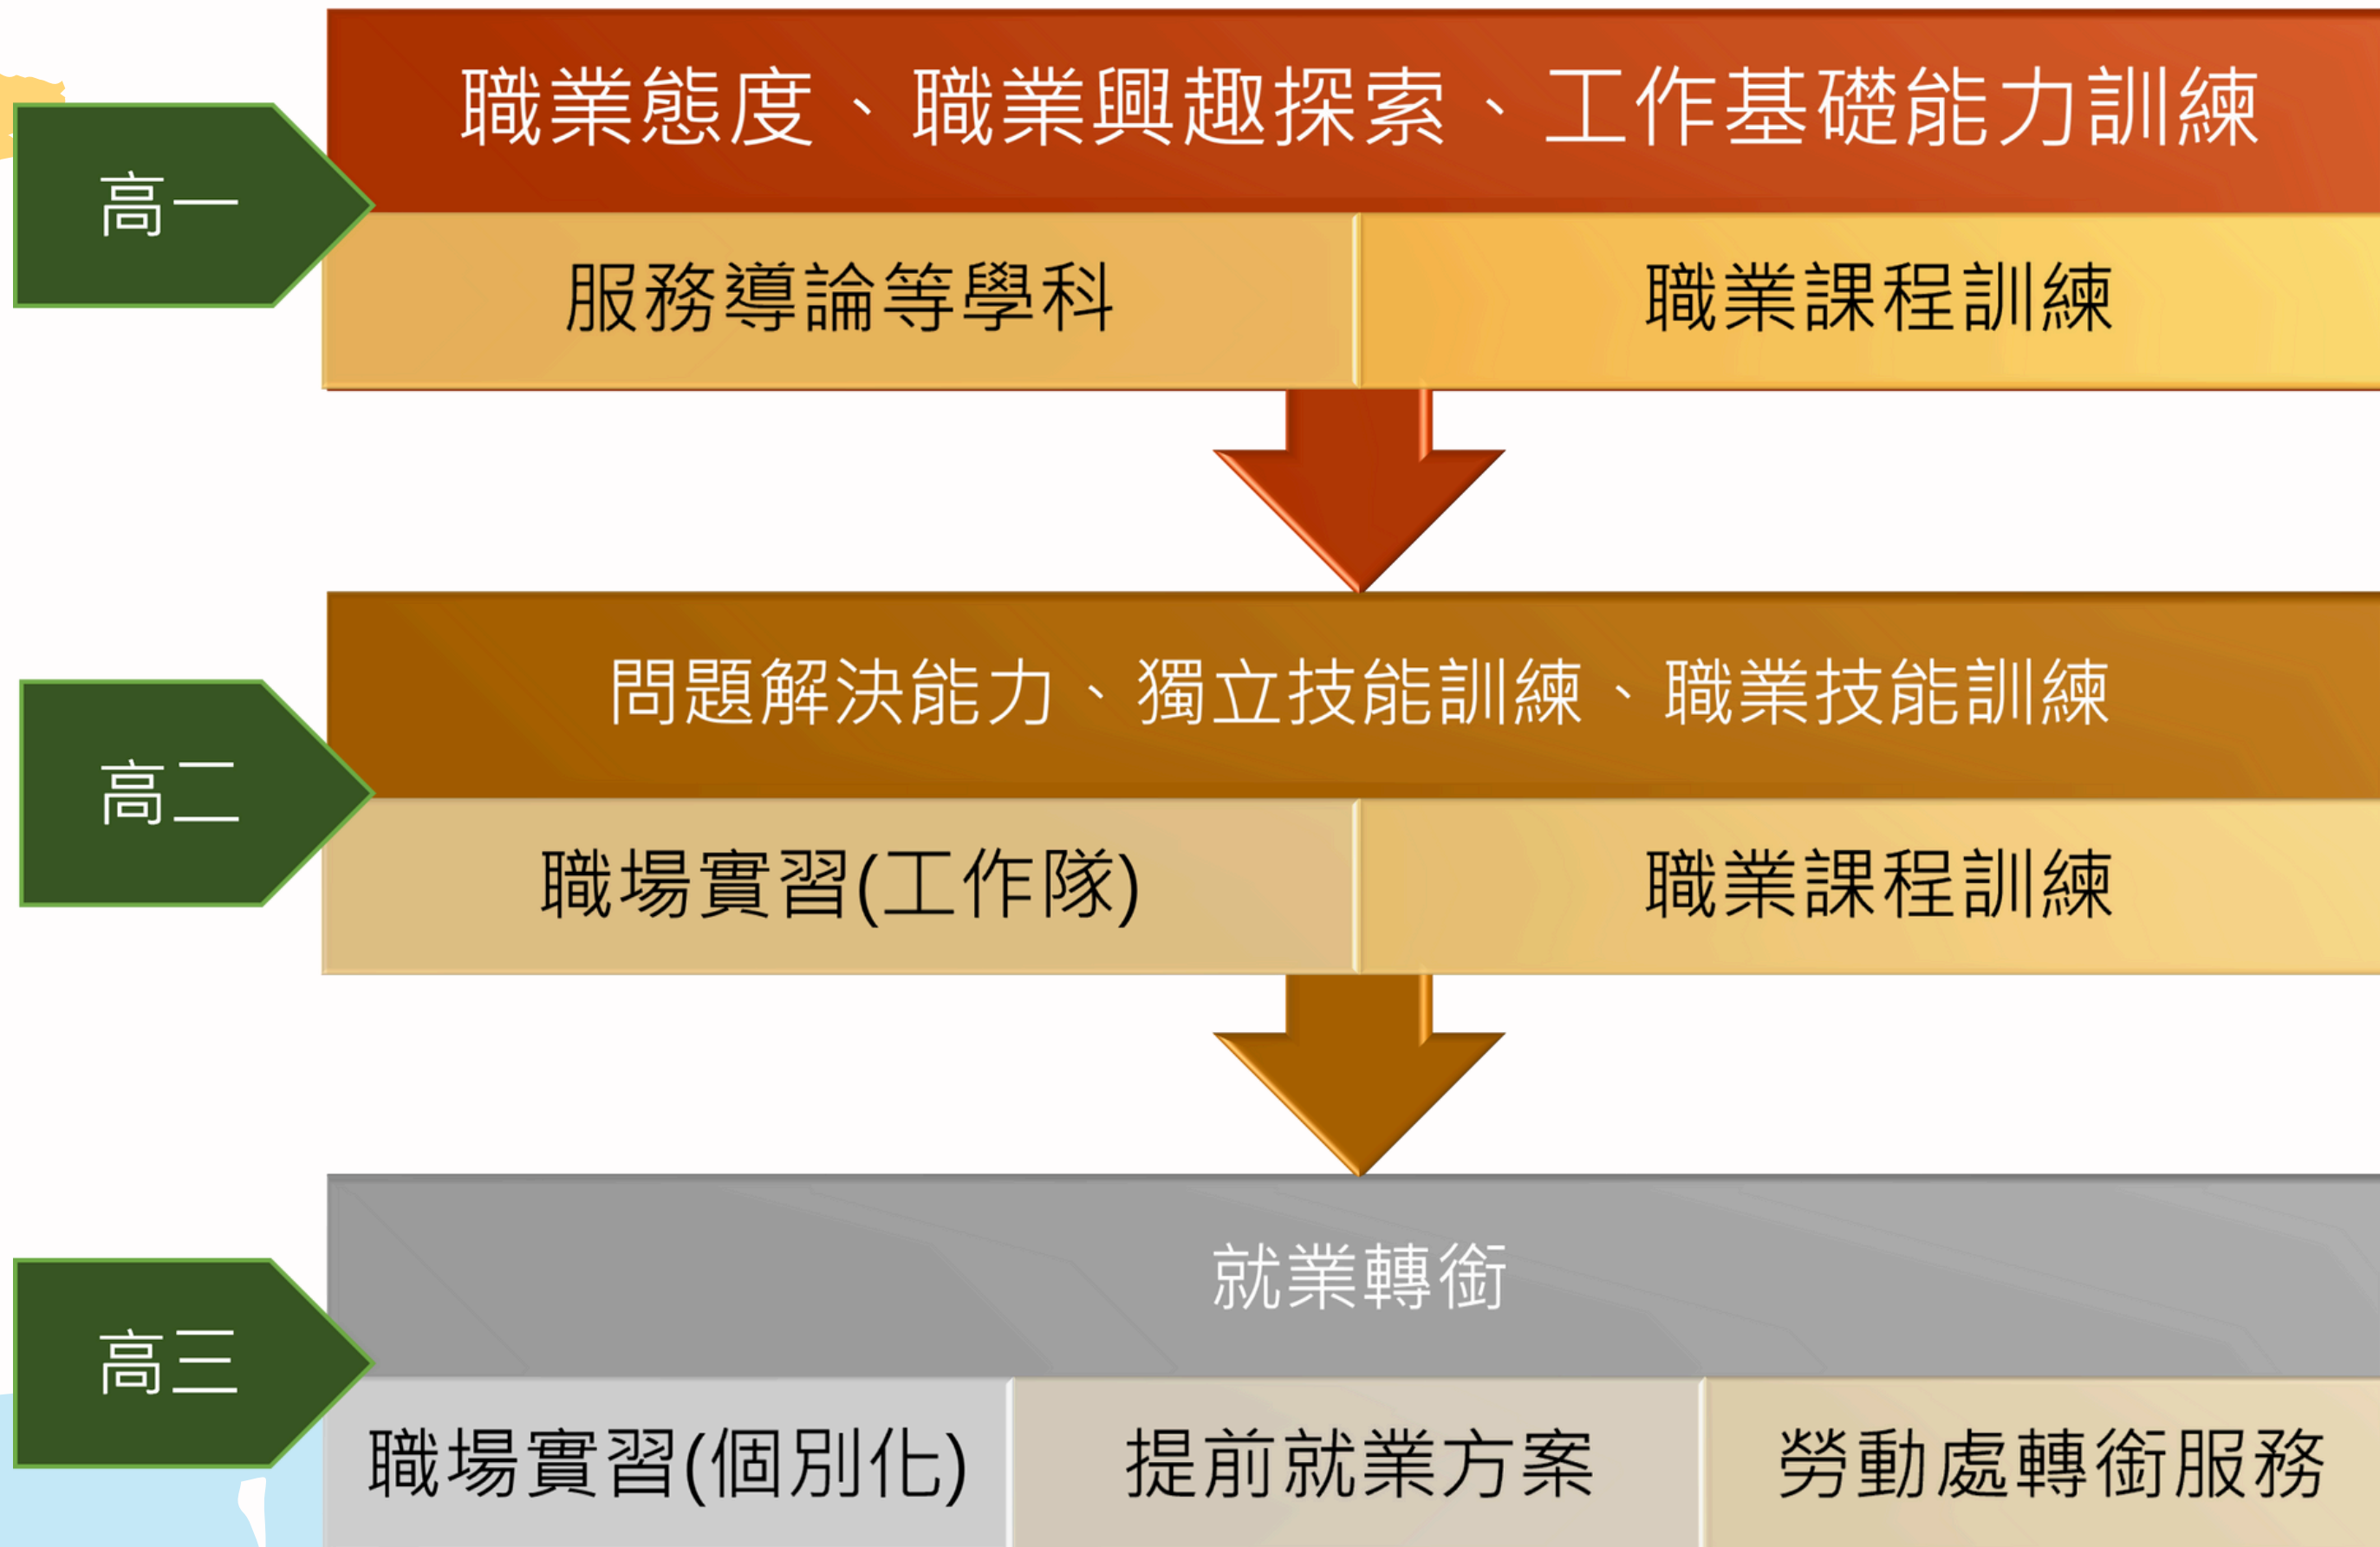 高一
職業態度、職業興趣探索、工作基礎能力訓練
服務導論等學科
職業課程訓練
高二
問題解決能力、獨立技能訓練、職業技能訓練
職場實習(工作隊)
職業課程訓練
高三
就業轉銜
職場實習(個別化)
提前就業方案
勞動處轉銜服務